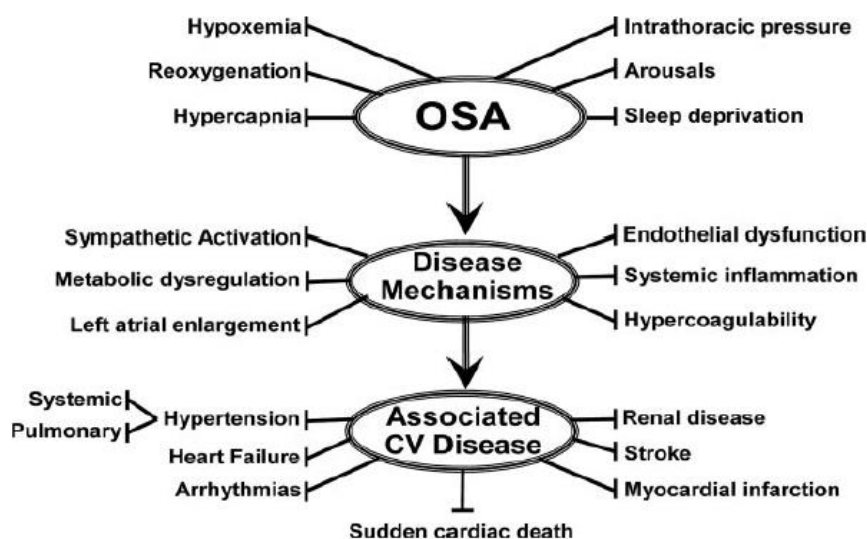 Hypoxemia
Intrathoracic pressure
Reoxygenation
Arousals
OSA
Hypercapnia
Sleep deprivation
Sympathetic Activation
Endothelial dysfunction
Disease
Mechanisms
Metabolic dysregulation
Systemic inflammation
Left atrial enlargement
Hypercoagulability
Systemic
Pulmonary
Hypertension
Associated
CV Disease
Renal disease
Heart Failure
Stroke
Arrhythmias
Myocardial infarction
Sudden cardiac death